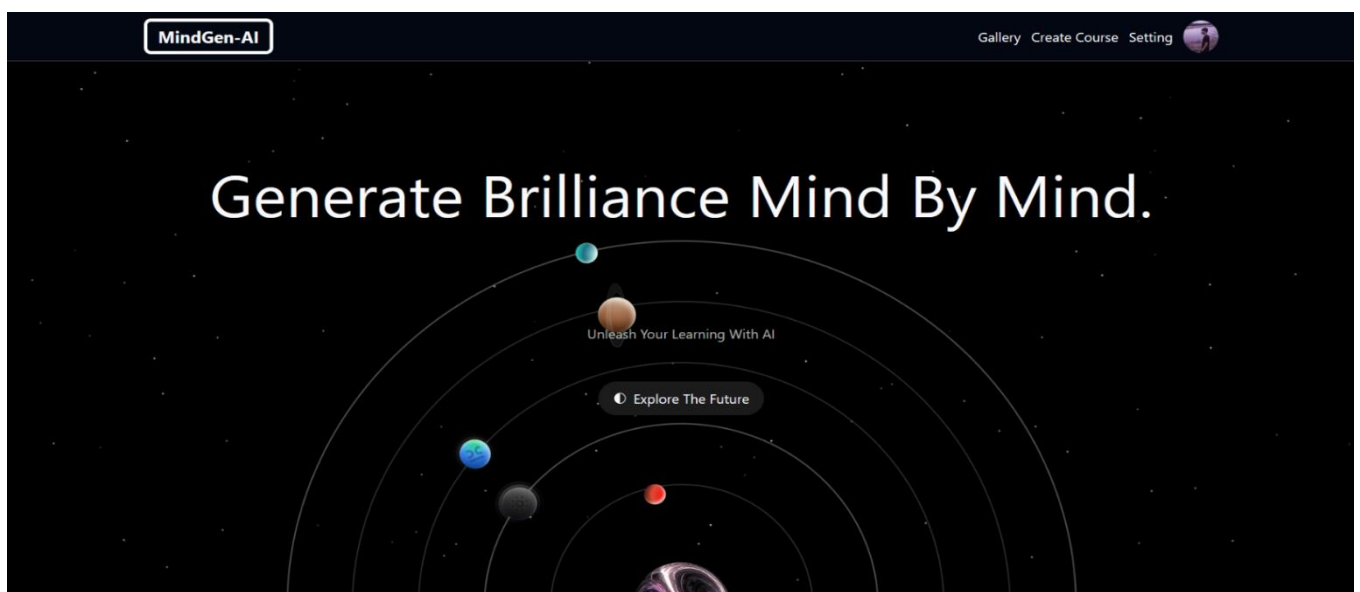 MindGen-AI
Gallery Create Course Setting
Generate Brilliance Mind By Mind.
Unleash Your Learning With AI
Explore The Future